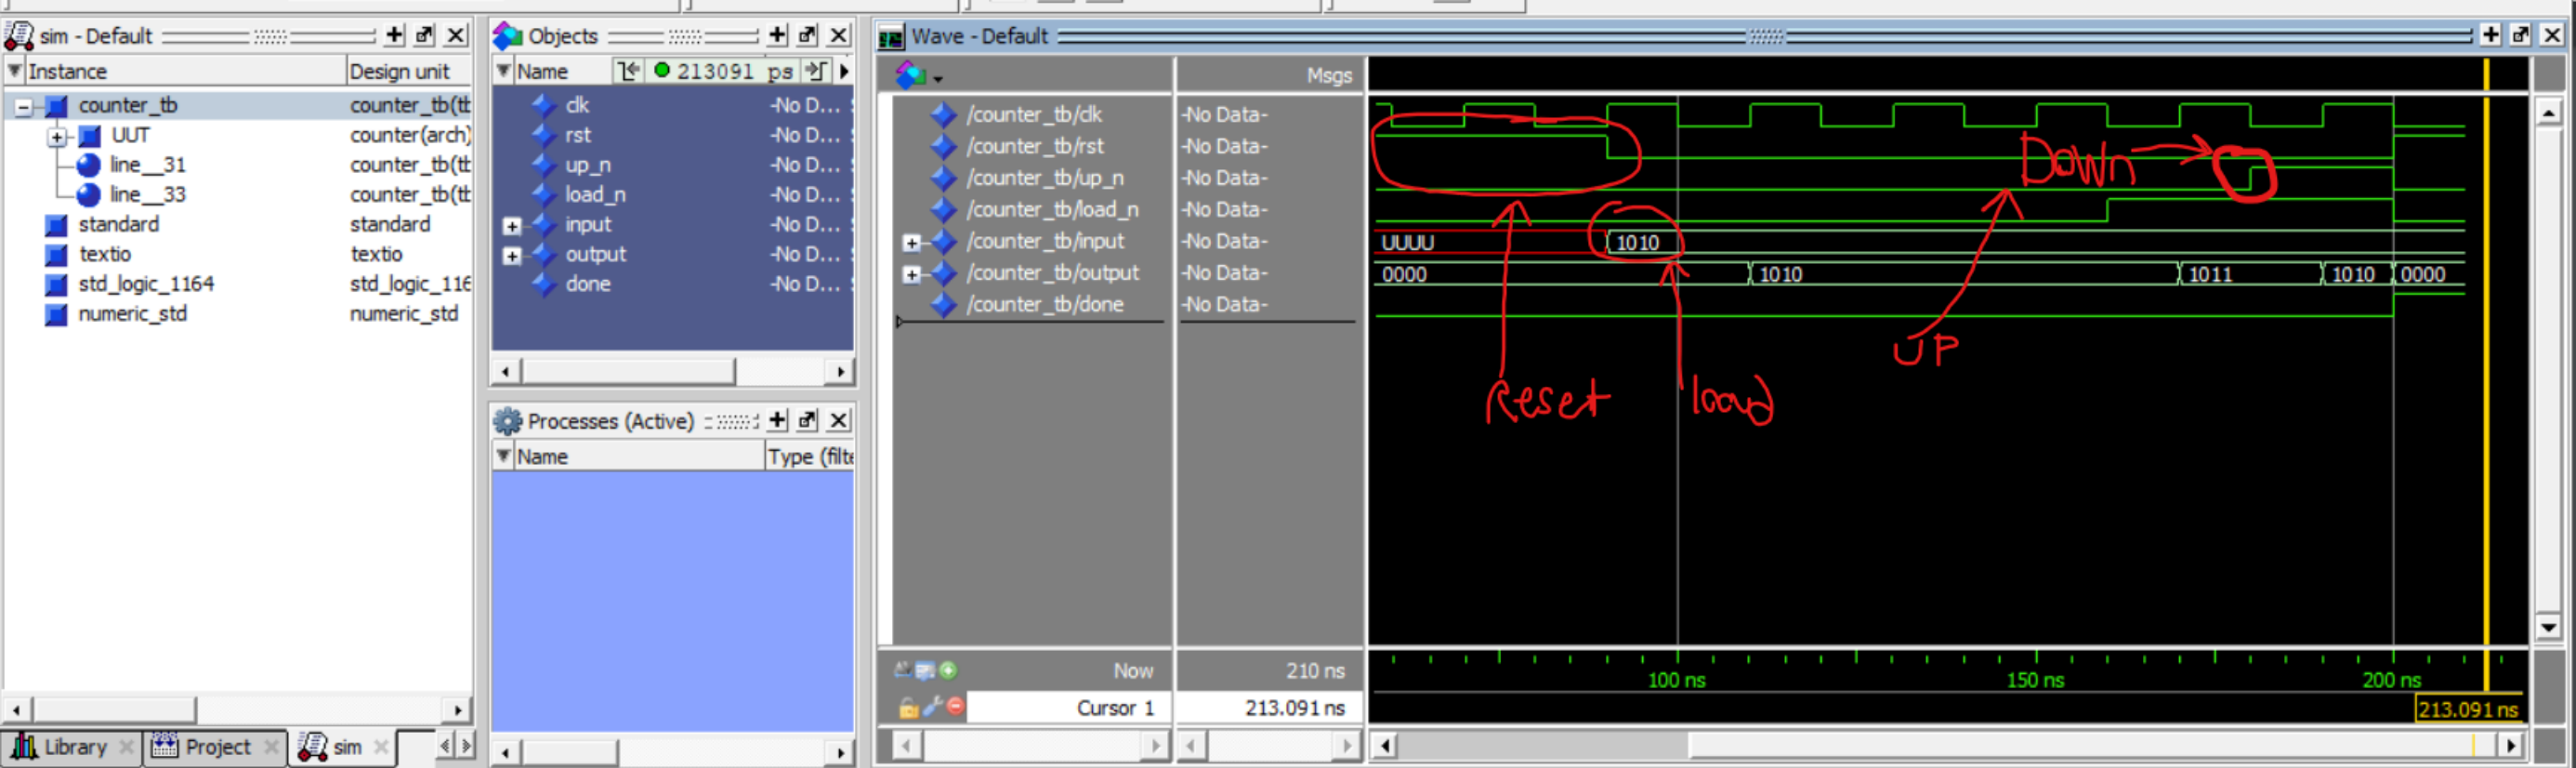 sim - Default
Instance Design unit
counter_tb counter_tb(tb
UUT counter(arch)
line__31 counter_tb(tb
line__33 counter_tb(tb
standard standard
textio textio
std_logic_1164 std_logic_116
numeric_std numeric_std
Library Project sim
Objects
Name 213091 ps
clk -No D...
rst -No D...
up_n -No D...
load_n -No D...
input -No D...
output -No D...
done -No D...
Processes (Active)
Name Type (filte
Wave - Default
Msgs
/counter_tb/clk -No Data-
/counter_tb/rst -No Data-
/counter_tb/up_n -No Data-
/counter_tb/load_n -No Data-
/counter_tb/input -No Data- UUUU 1010
/counter_tb/output -No Data- 0000 1010 1011 1010 0000
/counter_tb/done -No Data-
Down
UP
Reset load
Now 210 ns
100 ns 150 ns 200 ns
Cursor 1 213.091 ns 213.091 ns